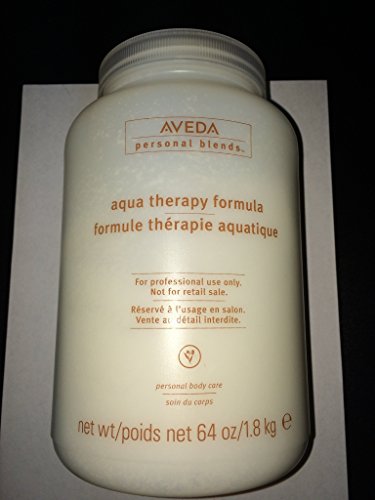 AVEDA
personal blends™
aqua therapy formula
formule thérapie aquatique
For professional use only.
Not for retail sale.
Réservé à l'usage en salon.
Vente au détail interdite.
personal body care
soin du corps
net wt/poids net 64 oz/1.8 kg ℮